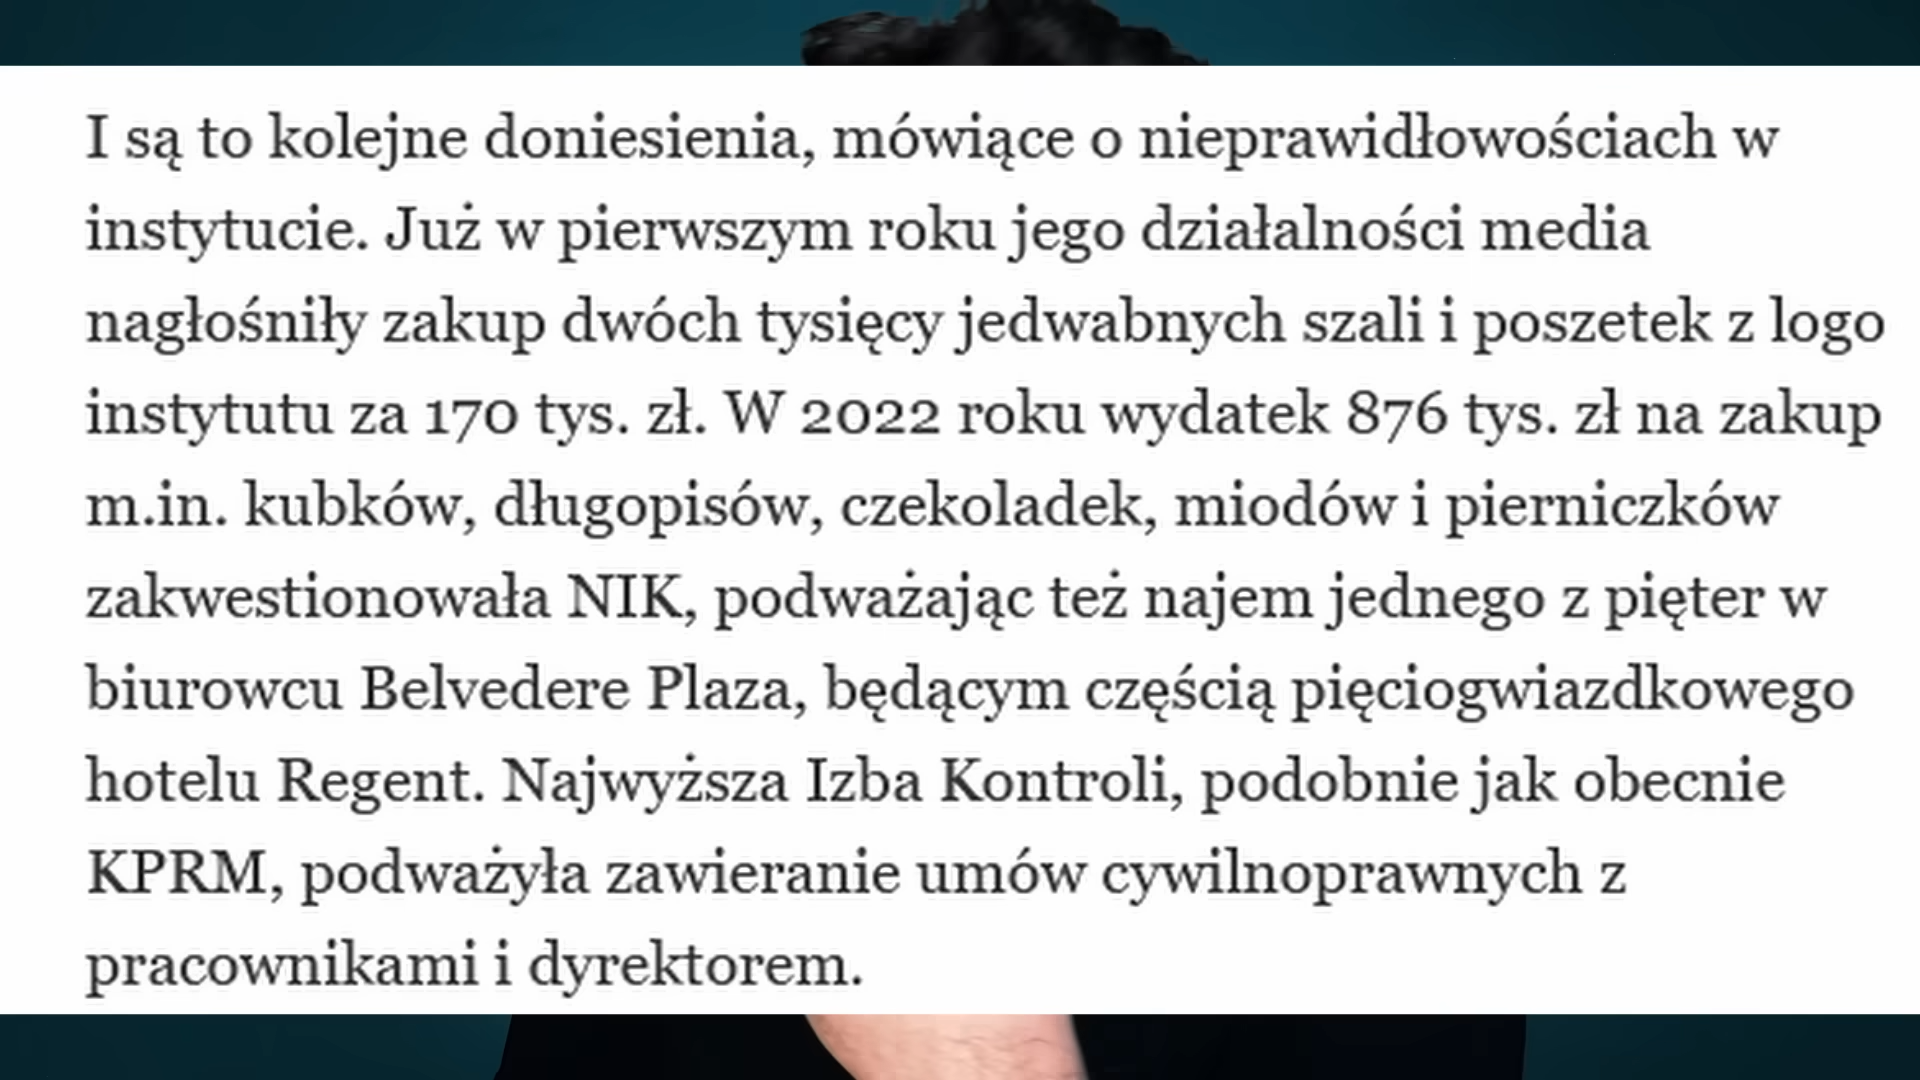 I są to kolejne doniesienia, mówiące o nieprawidłowościach w
instytucie. Już w pierwszym roku jego działalności media
nagłośniły zakup dwóch tysięcy jedwabnych szali i poszetek z logo
instytutu za 170 tys. zł. W 2022 roku wydatek 876 tys. zł na zakup
m.in. kubków, długopisów, czekoladek, miodów i pierniczków
zakwestionowała NIK, podważając też najem jednego z pięter w
biurowcu Belvedere Plaza, będącym częścią pięciogwiazdkowego
hotelu Regent. Najwyższa Izba Kontroli, podobnie jak obecnie
KPRM, podważyła zawieranie umów cywilnoprawnych z
pracownikami i dyrektorem.